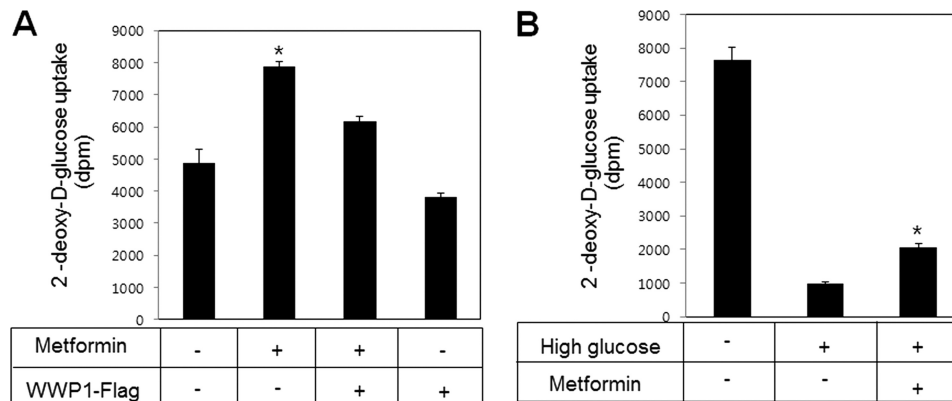 A
2-deoxy-D-glucose uptake
(dpm)
9000
8000
7000
6000
5000
4000
3000
2000
1000
0
*
Metformin - + + -
WWP1-Flag - - + +
B
2-deoxy-D-glucose uptake
(dpm)
9000
8000
7000
6000
5000
4000
3000
2000
1000
0
*
High glucose - + +
Metformin - - +